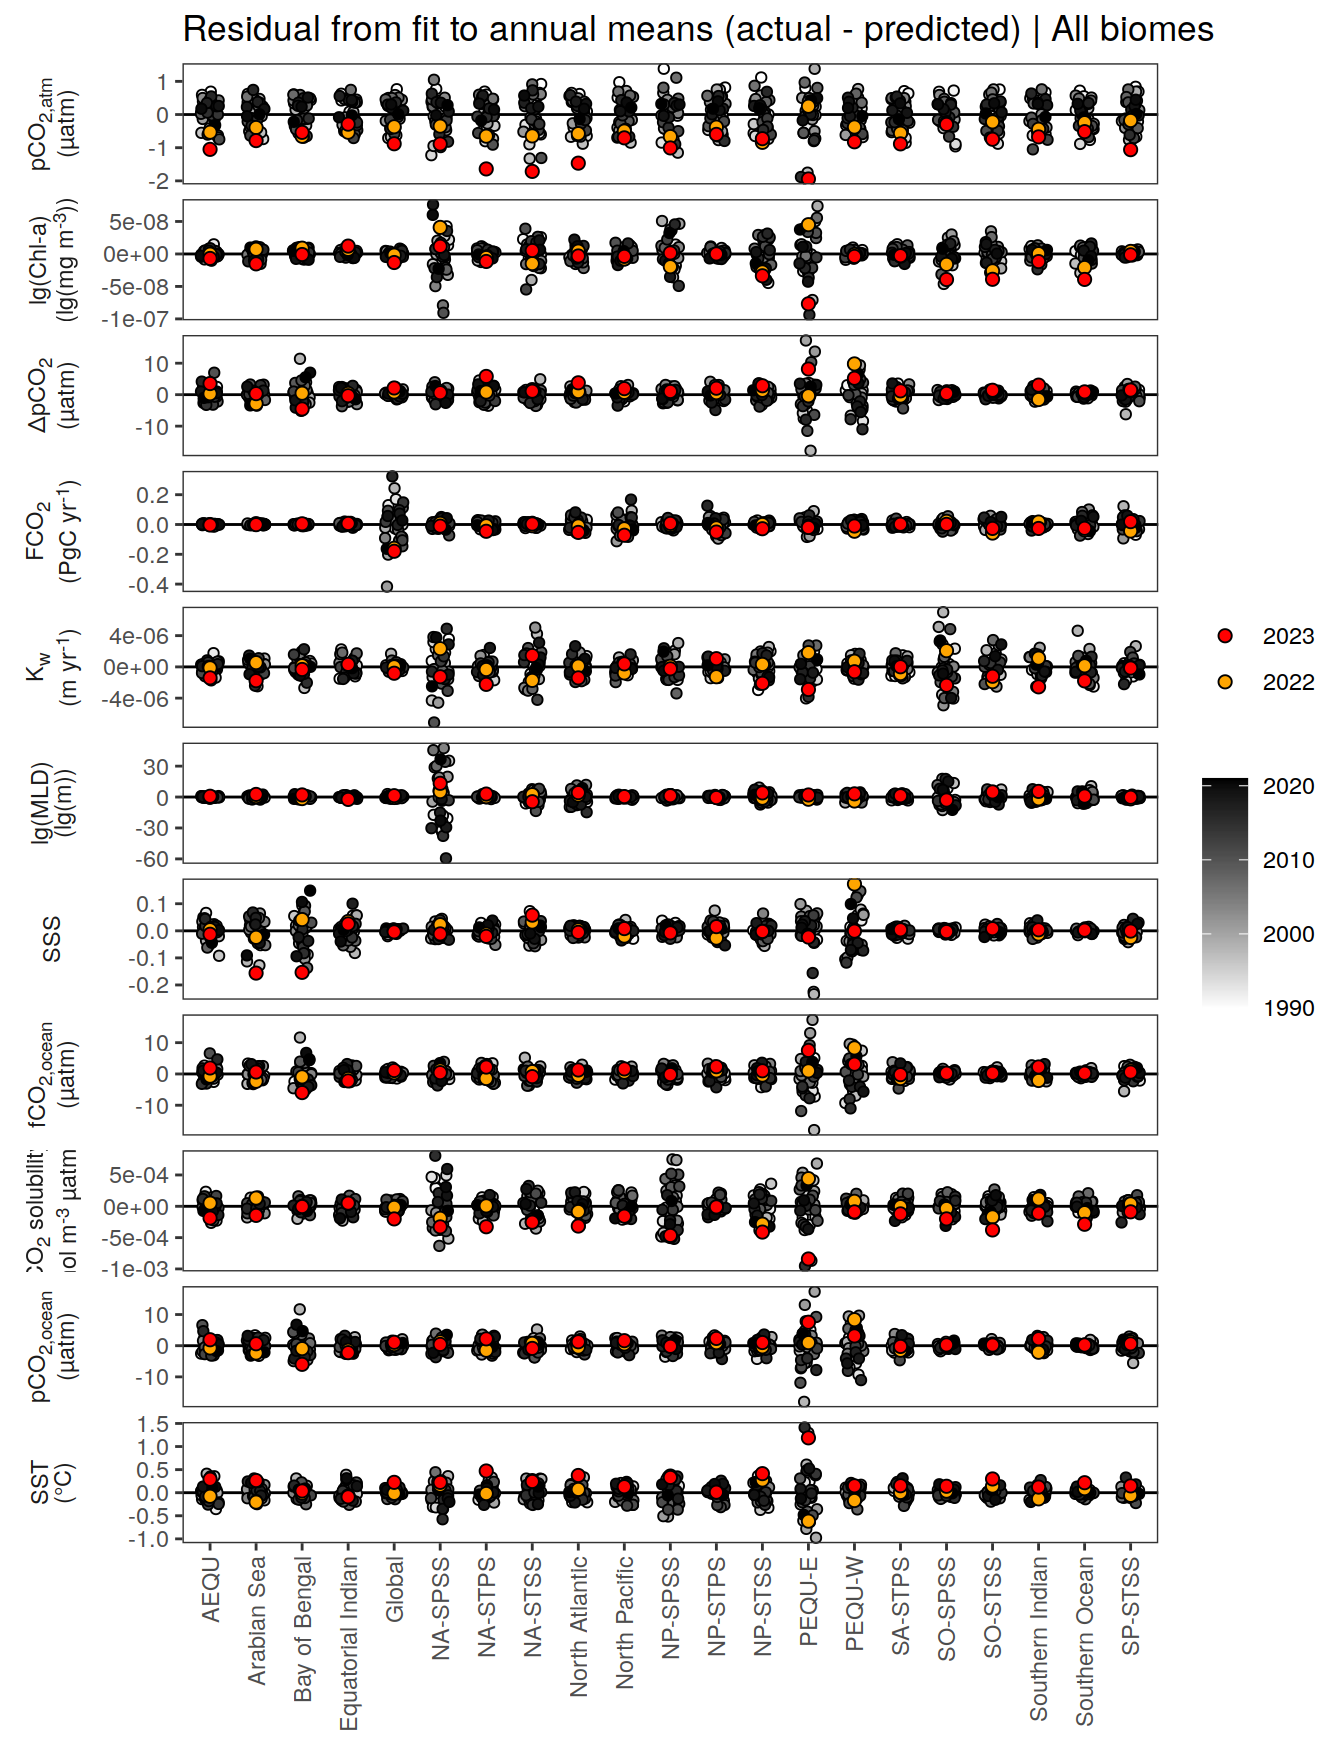 Residual from fit to annual means (actual - predicted) | All biomes
pCO2,atm
(µatm)
1
0
-1
-2
lg(Chl-a)
(lg(mg m-3))
5e-08
0e+00
-5e-08
-1e-07
ΔpCO2
(µatm)
10
0
-10
FCO2
(PgC yr-1)
0.2
0.0
-0.2
-0.4
Kw
(m yr-1)
4e-06
0e+00
-4e-06
lg(MLD)
(lg(m))
30
0
-30
-60
SSS
0.1
0.0
-0.1
-0.2
fCO2,ocean
(µatm)
10
0
-10
CO2 solubility
ol m-3 µatm
5e-04
0e+00
-5e-04
-1e-03
pCO2,ocean
(µatm)
10
0
-10
SST
(°C)
1.5
1.0
0.5
0.0
-0.5
-1.0
AEQU
Arabian Sea
Bay of Bengal
Equatorial Indian
Global
NA-SPSS
NA-STPS
NA-STSS
North Atlantic
North Pacific
NP-SPSS
NP-STPS
NP-STSS
PEQU-E
PEQU-W
SA-STPS
SO-SPSS
SO-STSS
Southern Indian
Southern Ocean
SP-STSS
2023
2022
2020
2010
2000
1990